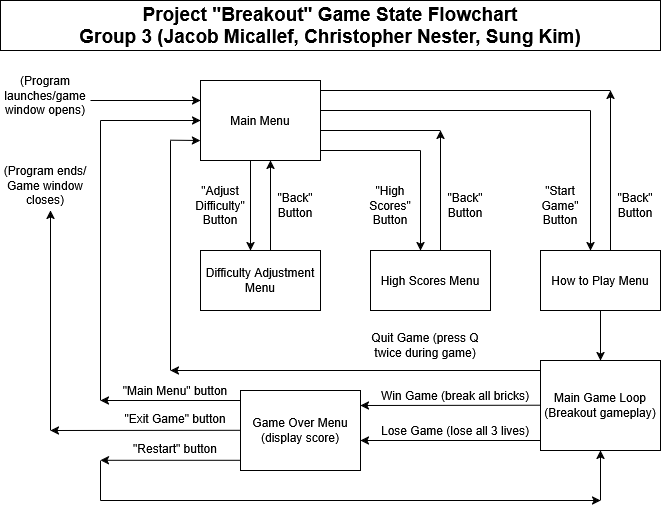 Project "Breakout" Game State Flowchart
Group 3 (Jacob Micallef, Christopher Nester, Sung Kim)
(Program
launches/game
window opens)
Main Menu
(Program ends/
Game window
closes)
"Adjust
Difficulty"
Button
"Back"
Button
"High
Scores"
Button
"Back"
Button
"Start
Game"
Button
"Back"
Button
Difficulty Adjustment
Menu
High Scores Menu
How to Play Menu
Quit Game (press Q
twice during game)
"Main Menu" button
"Exit Game" button
"Restart" button
Game Over Menu
(display score)
Win Game (break all bricks)
Lose Game (lose all 3 lives)
Main Game Loop
(Breakout gameplay)